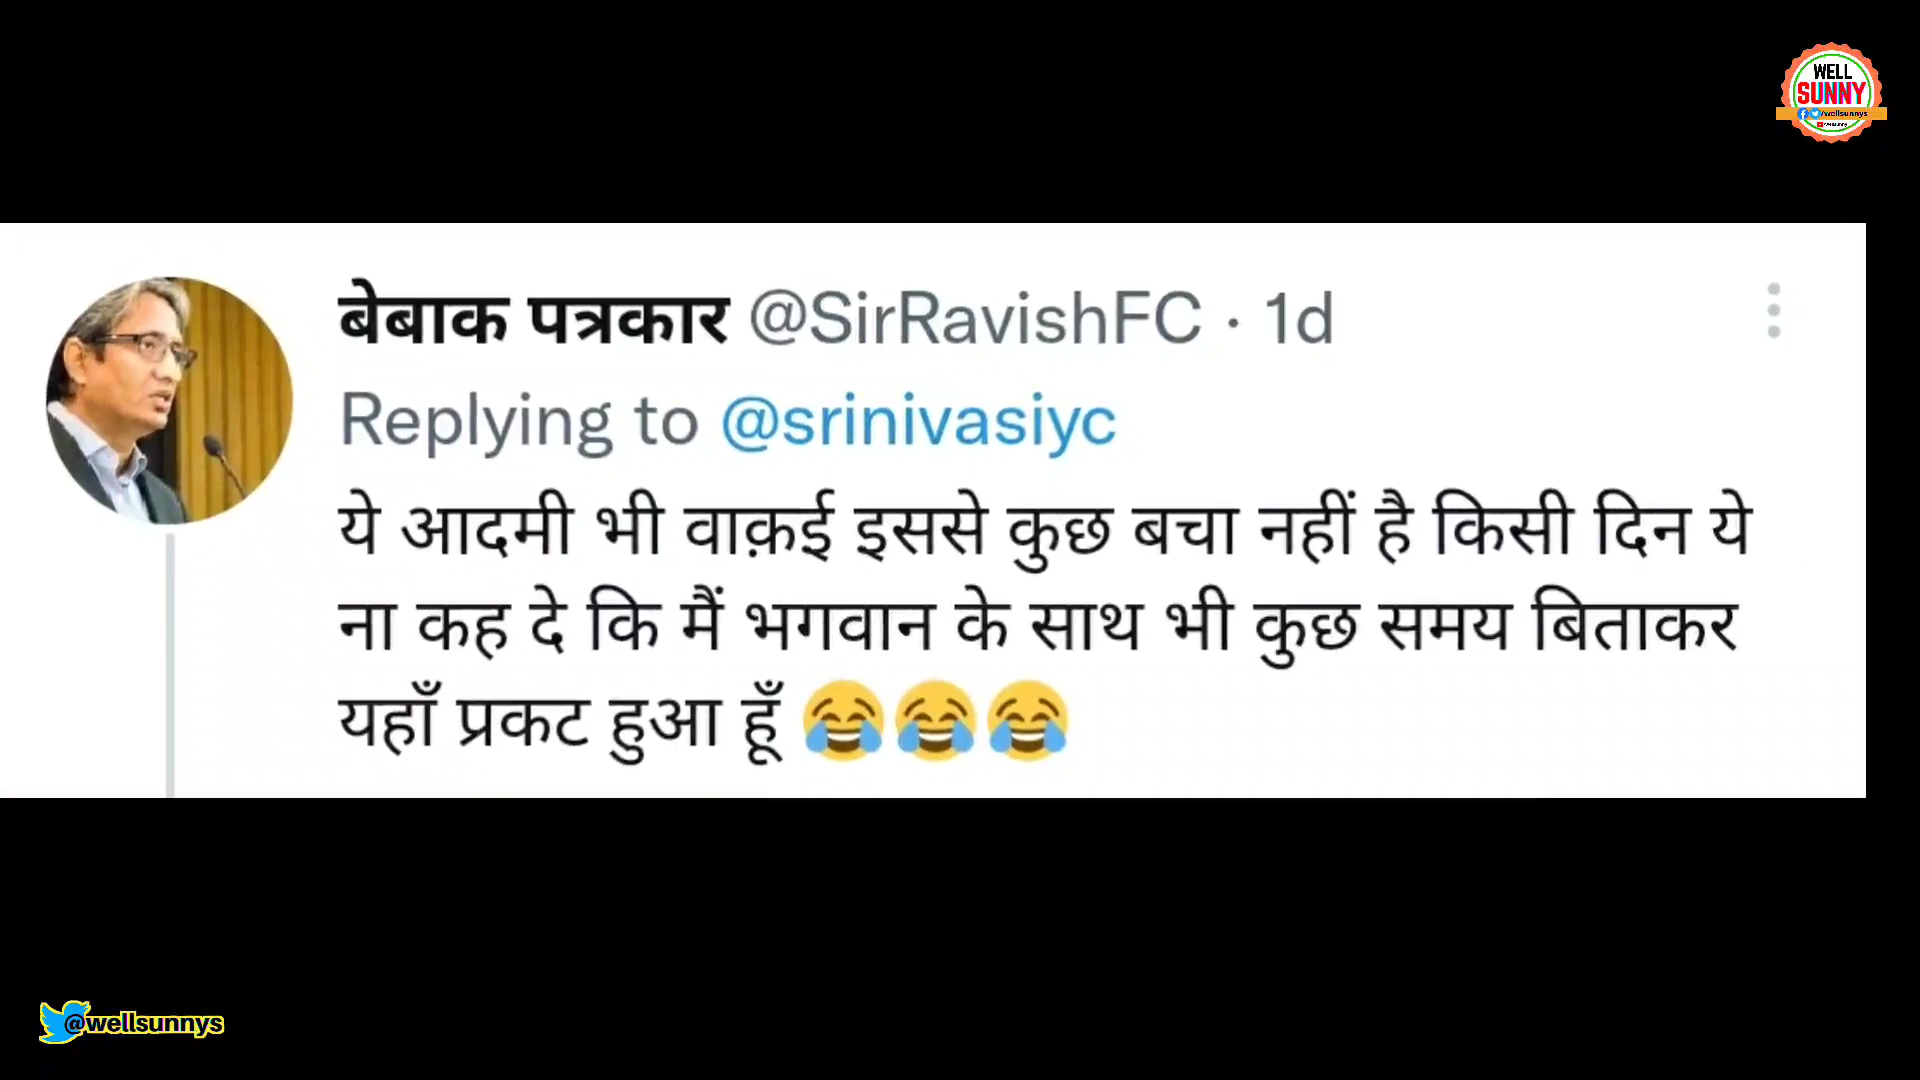 WELL
SUNNY
/wellsunnys
बेबाक पत्रकार @SirRavishFC · 1d
Replying to @srinivasiyc
ये आदमी भी वाक़ई इससे कुछ बचा नहीं है किसी दिन ये
ना कह दे कि मैं भगवान के साथ भी कुछ समय बिताकर
यहाँ प्रकट हुआ हूँ 😂😂😂
@wellsunnys